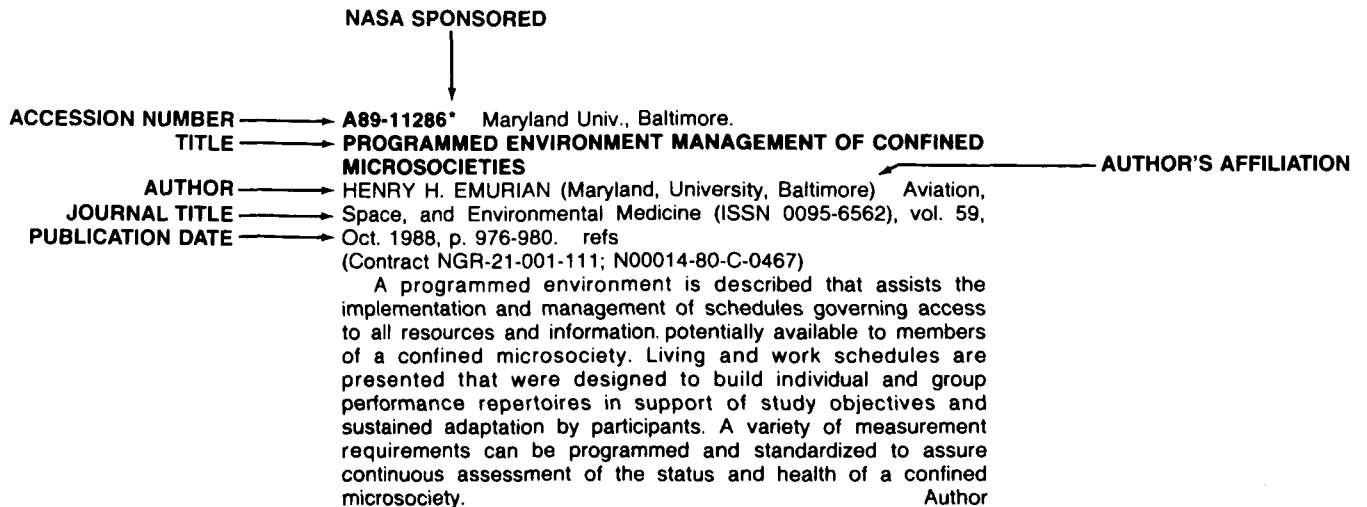 NASA SPONSORED
ACCESSION NUMBER A89-11286* Maryland Univ., Baltimore.
TITLE PROGRAMMED ENVIRONMENT MANAGEMENT OF CONFINED
MICROSOCIETIES AUTHOR'S AFFILIATION
AUTHOR HENRY H. EMURIAN (Maryland, University, Baltimore) Aviation,
JOURNAL TITLE Space, and Environmental Medicine (ISSN 0095-6562), vol. 59,
PUBLICATION DATE Oct. 1988, p. 976-980. refs
(Contract NGR-21-001-111; N00014-80-C-0467)
A programmed environment is described that assists the
implementation and management of schedules governing access
to all resources and information. potentially available to members
of a confined microsociety. Living and work schedules are
presented that were designed to build individual and group
performance repertoires in support of study objectives and
sustained adaptation by participants. A variety of measurement
requirements can be programmed and standardized to assure
continuous assessment of the status and health of a confined
microsociety. Author